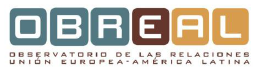 OBREAL
OBSERVATORIO DE LAS RELACIONES
UNIÓN EUROPEA-AMÉRICA LATINA